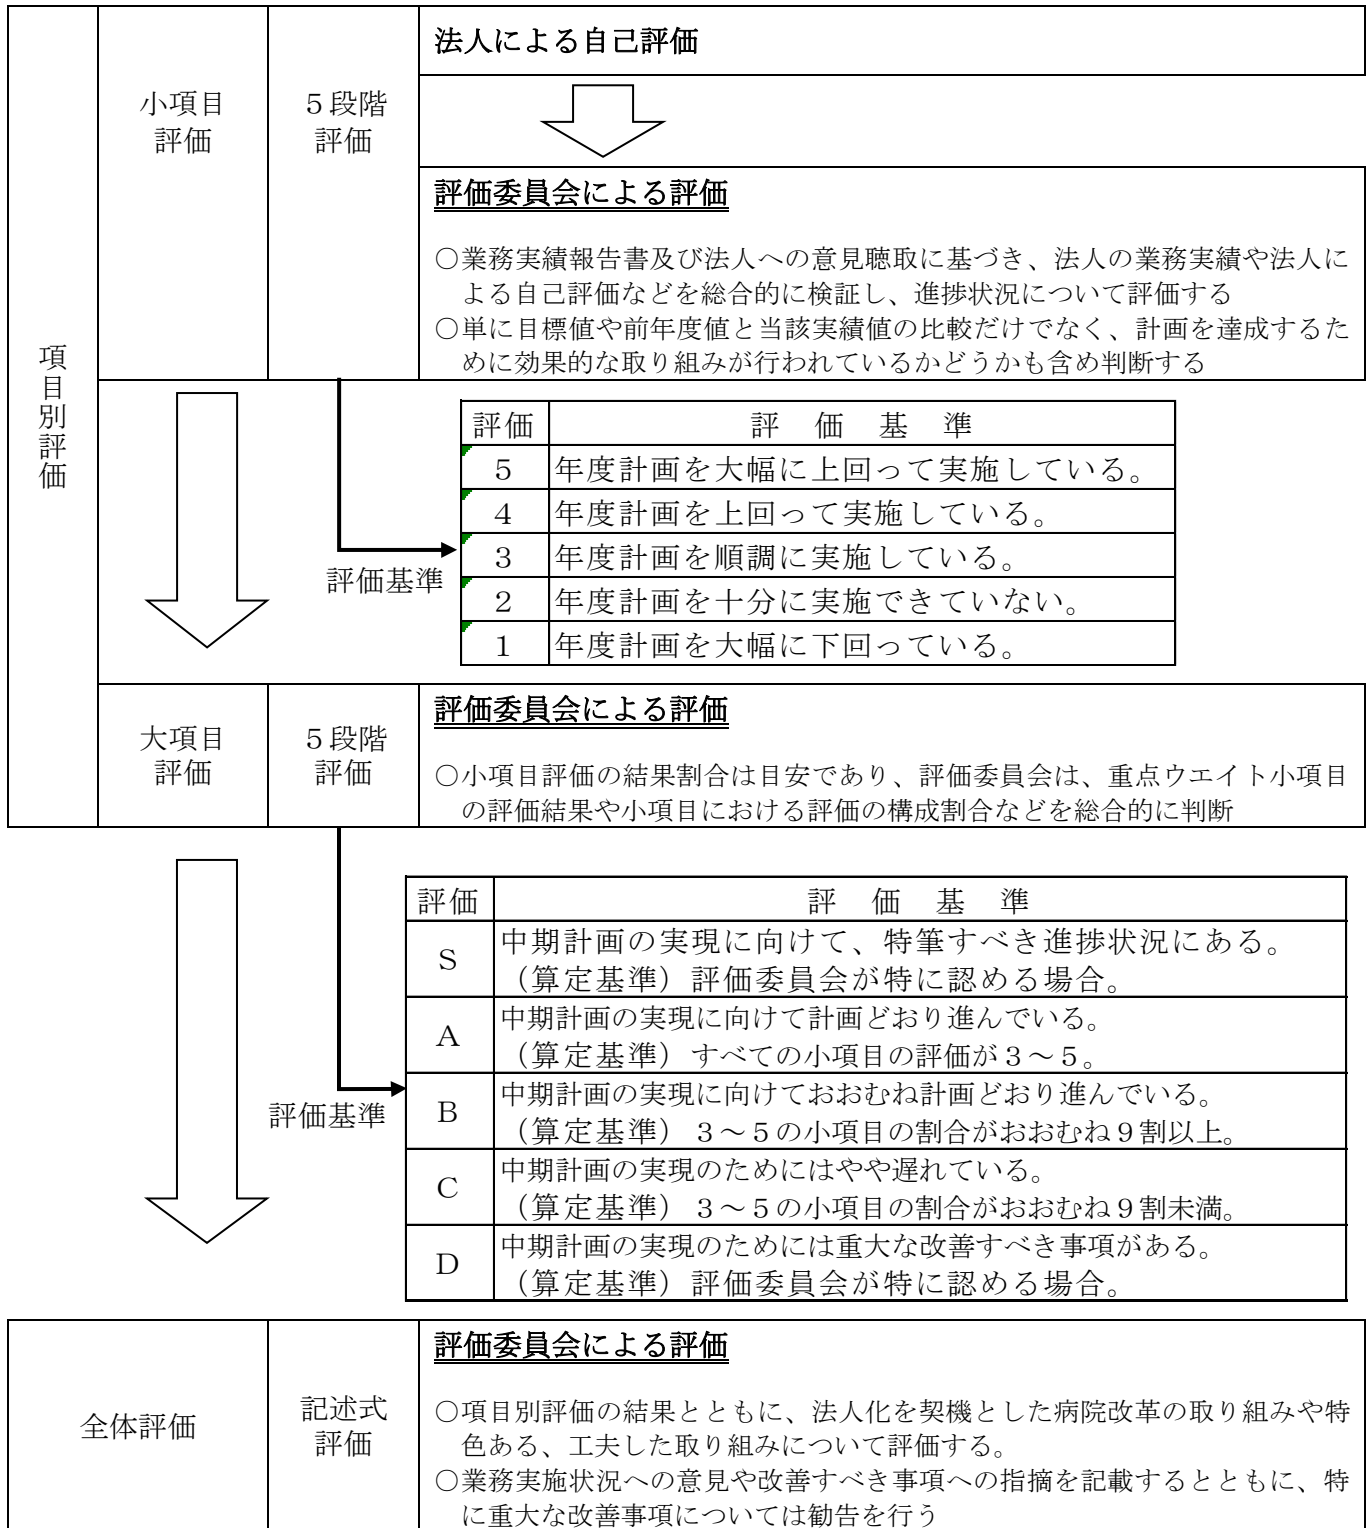 項目別評価
小項目
評価
５段階
評価
法人による自己評価
評価委員会による評価
○業務実績報告書及び法人への意見聴取に基づき、法人の業務実績や法人に
よる自己評価などを総合的に検証し、進捗状況について評価する
○単に目標値や前年度値と当該実績値の比較だけでなく、計画を達成するた
めに効果的な取り組みが行われているかどうかも含め判断する
評価基準
評価 評　価　基　準
５ 年度計画を大幅に上回って実施している。
４ 年度計画を上回って実施している。
３ 年度計画を順調に実施している。
２ 年度計画を十分に実施できていない。
１ 年度計画を大幅に下回っている。
大項目
評価
５段階
評価
評価委員会による評価
○小項目評価の結果割合は目安であり、評価委員会は、重点ウエイト小項目
の評価結果や小項目における評価の構成割合などを総合的に判断
評価基準
評価 評　価　基　準
S 中期計画の実現に向けて、特筆すべき進捗状況にある。
（算定基準）評価委員会が特に認める場合。
A 中期計画の実現に向けて計画どおり進んでいる。
（算定基準）すべての小項目の評価が３～５。
B 中期計画の実現に向けておおむね計画どおり進んでいる。
（算定基準）３～５の小項目の割合がおおむね９割以上。
C 中期計画の実現のためにはやや遅れている。
（算定基準）３～５の小項目の割合がおおむね９割未満。
D 中期計画の実現のためには重大な改善すべき事項がある。
（算定基準）評価委員会が特に認める場合。
全体評価
記述式
評価
評価委員会による評価
○項目別評価の結果とともに、法人化を契機とした病院改革の取り組みや特
色ある、工夫した取り組みについて評価する。
○業務実施状況への意見や改善すべき事項への指摘を記載するとともに、特
に重大な改善事項については勧告を行う